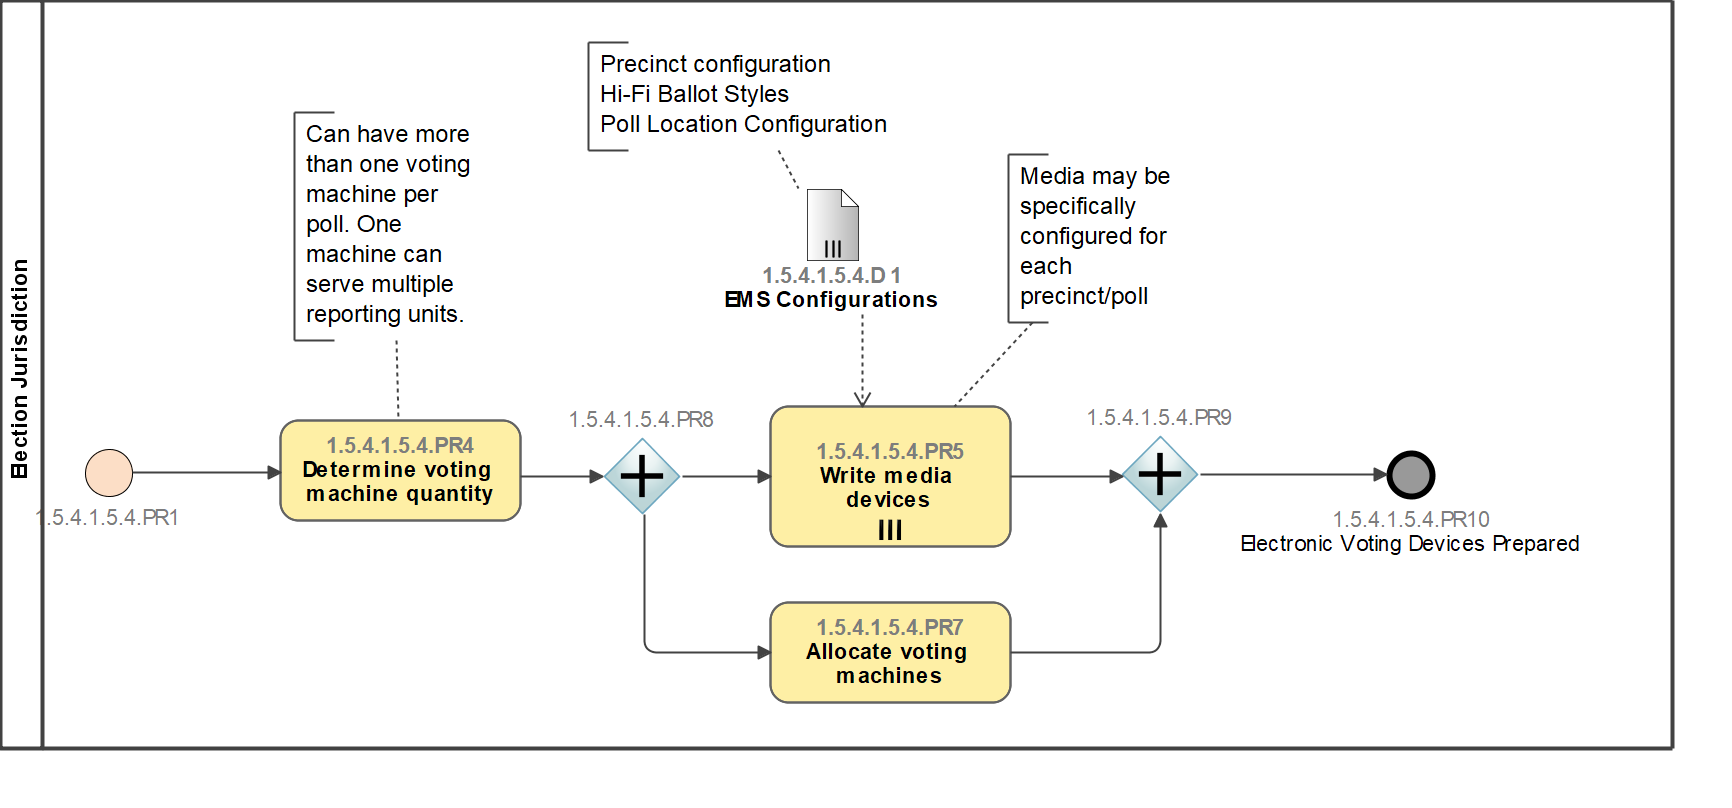 Election Jurisdiction
Precinct configuration
Hi-Fi Ballot Styles
Poll Location Configuration
Can have more
than one voting
machine per
poll. One
machine can
serve multiple
reporting units.
Media may be
specifically
configured for
each
precinct/poll
1.5.4.1.5.4.D1
EMS Configurations
1.5.4.1.5.4.PR1
1.5.4.1.5.4.PR4
Determine voting
machine quantity
1.5.4.1.5.4.PR8
1.5.4.1.5.4.PR5
Write media
devices
1.5.4.1.5.4.PR7
Allocate voting
machines
1.5.4.1.5.4.PR9
1.5.4.1.5.4.PR10
Electronic Voting Devices Prepared